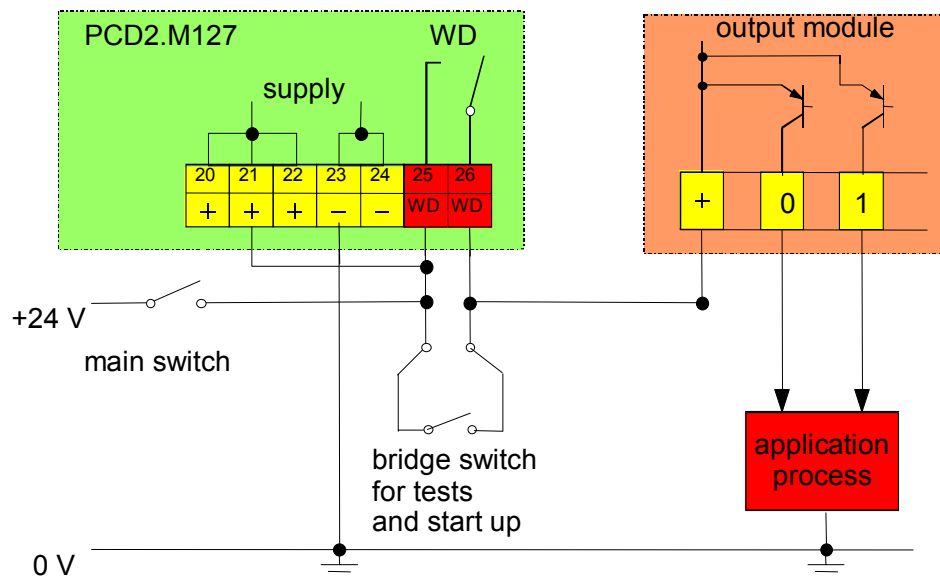 PCD2.M127
WD
output module
supply
20 21 22 23 24 25 26
+ + + − − WD WD
+ 0 1
+24 V
main switch
bridge switch
for tests
and start up
application
process
0 V